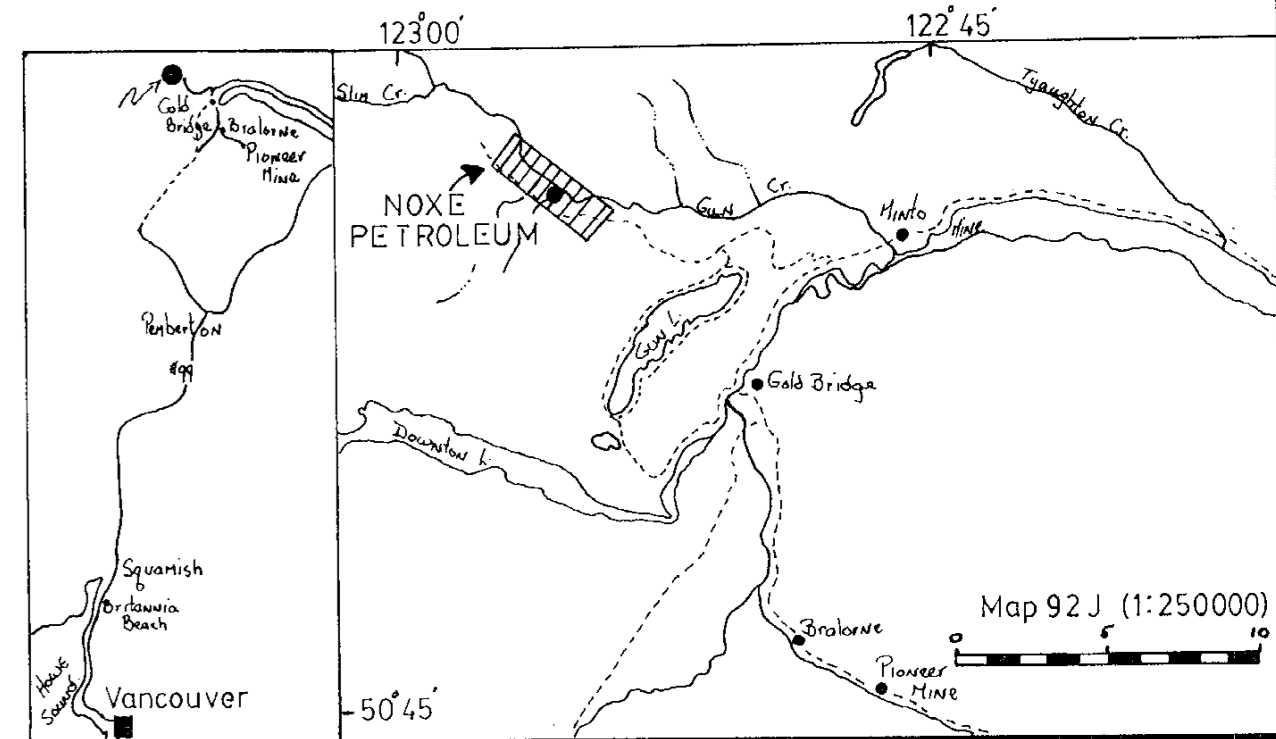 123°00'
122°45'
Gold
Bridge
Bralorne
Pioneer
Mine
Pemberton
Squamish
Britannia
Beach
Howe
Sound
Vancouver
Slim Cr.
Tyaughton Cr.
NOXE
PETROLEUM
Gun Cr.
Minto
Mine
Gun L.
Gold Bridge
Downton L.
Bralorne
Pioneer
Mine
Map 92 J (1:250000)
0 5 10
50°45'